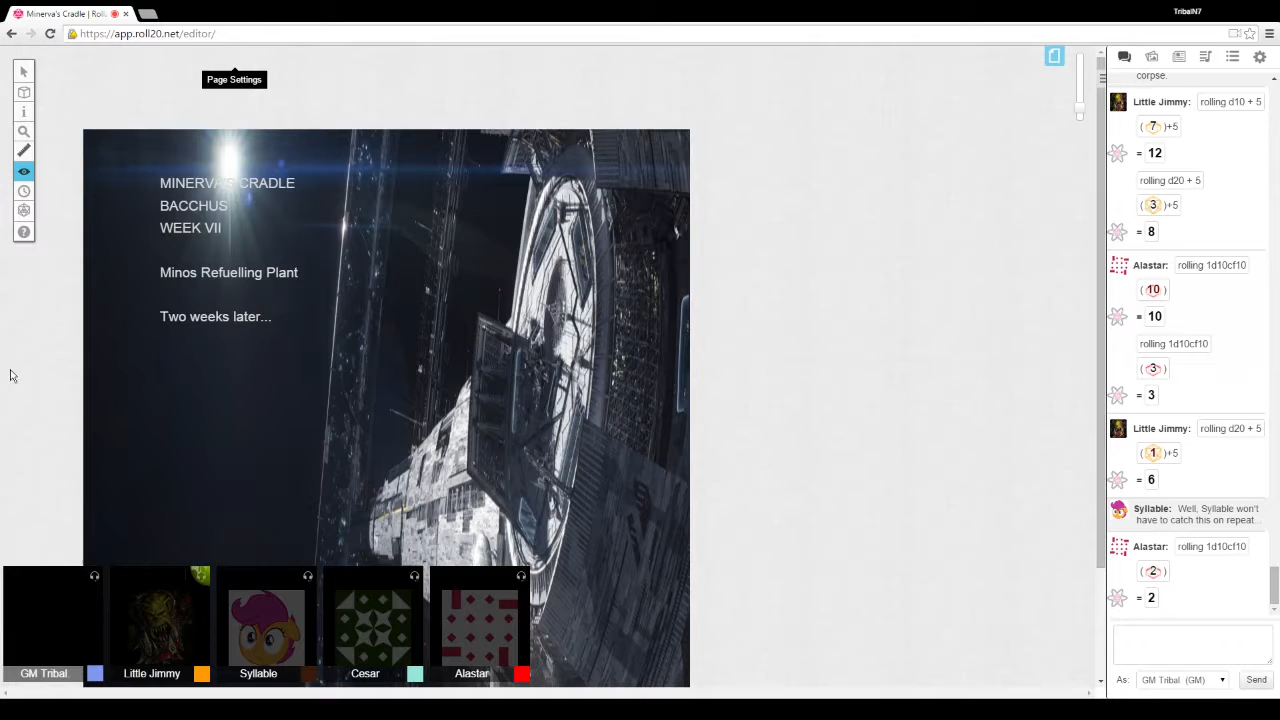 TribalN7
Minerva's Cradle | Roll
https://app.roll20.net/editor/
Page Settings
MINERVA'S CRADLE
BACCHUS
WEEK VII
Minos Refuelling Plant
Two weeks later...
GM Tribal
Little Jimmy
Syllable
Cesar
Alastar
corpse.
Little Jimmy: rolling d10 + 5
(7)+5
= 12
rolling d20 + 5
(3)+5
= 8
Alastar: rolling 1d10cf10
(10)
= 10
rolling 1d10cf10
(3)
= 3
Little Jimmy: rolling d20 + 5
(1)+5
= 6
Syllable: Well, Syllable won't
have to catch this on repeat...
Alastar: rolling 1d10cf10
(2)
= 2
As: GM Tribal (GM) Send